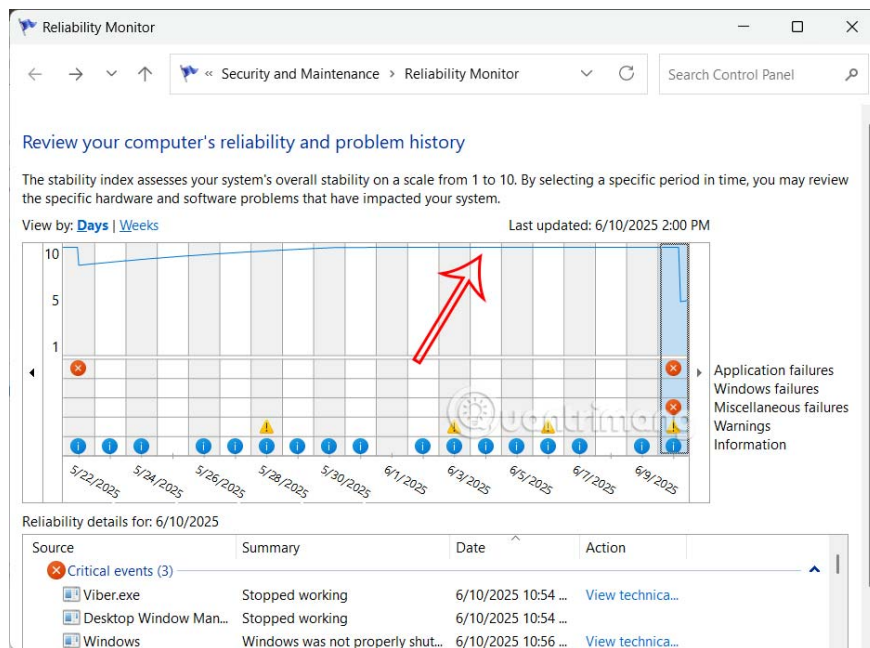 Reliability Monitor
« Security and Maintenance › Reliability Monitor
Search Control Panel
Review your computer's reliability and problem history
The stability index assesses your system's overall stability on a scale from 1 to 10. By selecting a specific period in time, you may review
the specific hardware and software problems that have impacted your system.
View by: Days | Weeks
Last updated: 6/10/2025 2:00 PM
10
5
1
Application failures
Windows failures
Miscellaneous failures
Warnings
Information
Quantrimang
5/22/2025
5/24/2025
5/26/2025
5/28/2025
5/30/2025
6/1/2025
6/3/2025
6/5/2025
6/7/2025
6/9/2025
Reliability details for: 6/10/2025
Source Summary Date Action
Critical events (3)
Viber.exe Stopped working 6/10/2025 10:54 ... View technica...
Desktop Window Man... Stopped working 6/10/2025 10:54 ...
Windows Windows was not properly shut... 6/10/2025 10:56 ... View technica...